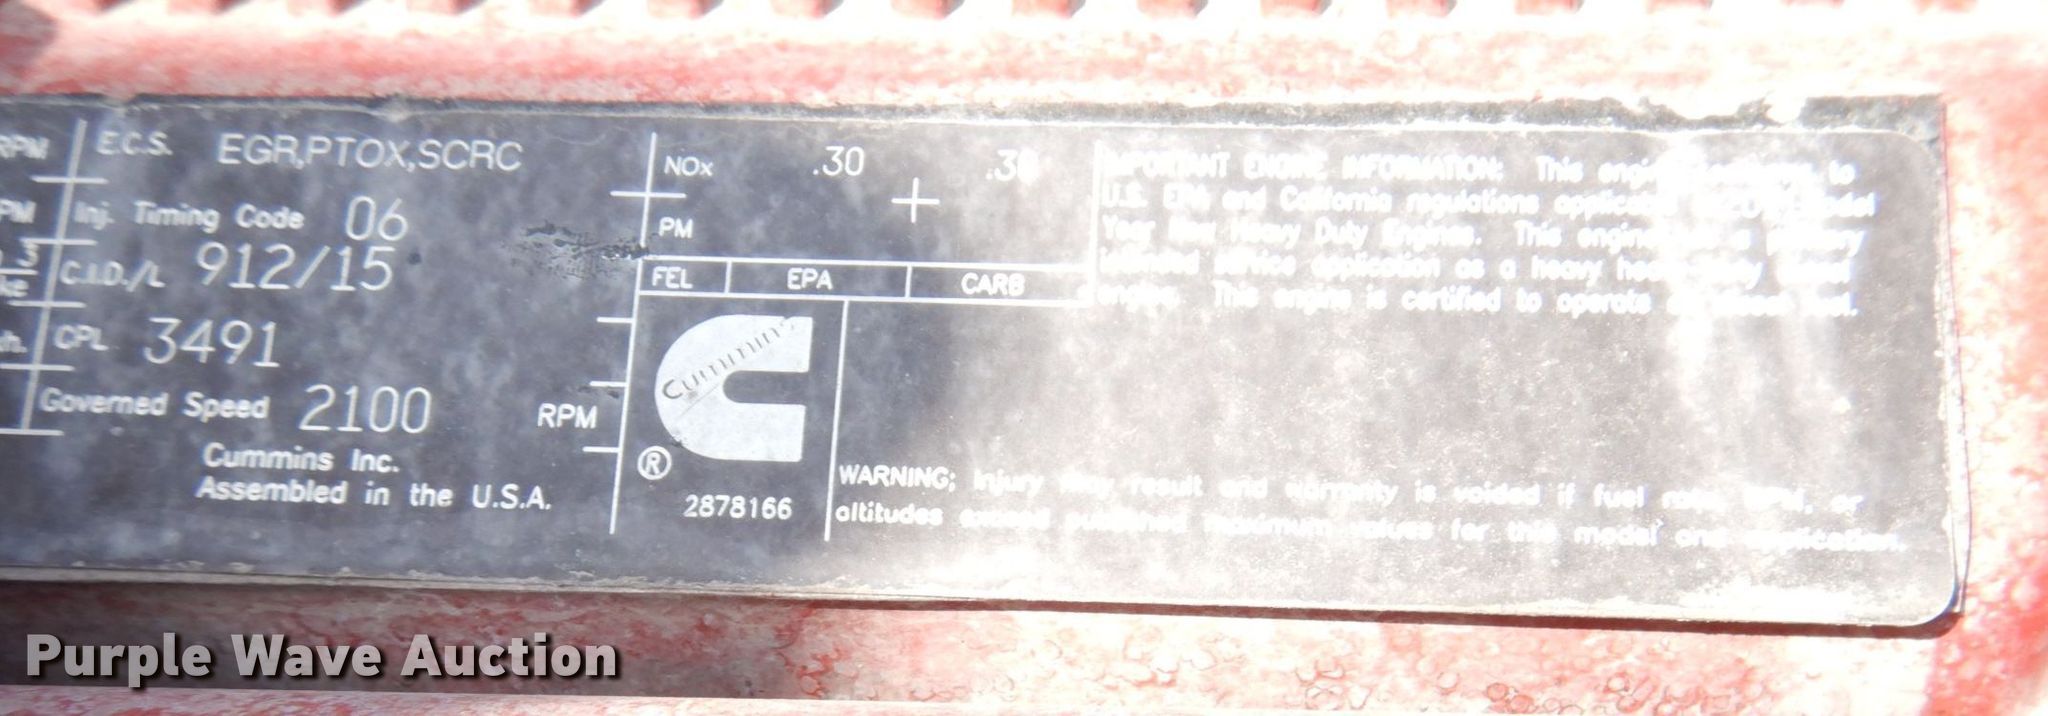 RPM
E.C.S. EGR,PTOX,SCRC
Inj. Timing Code 06
C.I.D./L 912/15
CPL 3491
Governed Speed 2100 RPM
Cummins Inc.
Assembled in the U.S.A.
NOx .30 .30
PM
FEL EPA CARB
Cummins
®
2878166
IMPORTANT ENGINE INFORMATION: This engine to
U.S. EPA and California regulations
Year New Heavy Duty Engines. This engine
service application as a heavy
engine. This engine is certified to operate
WARNING; Injury may result and warranty is voided if fuel rate, RPM, or
altitudes exceed published maximum values for this model and application.
Purple Wave Auction